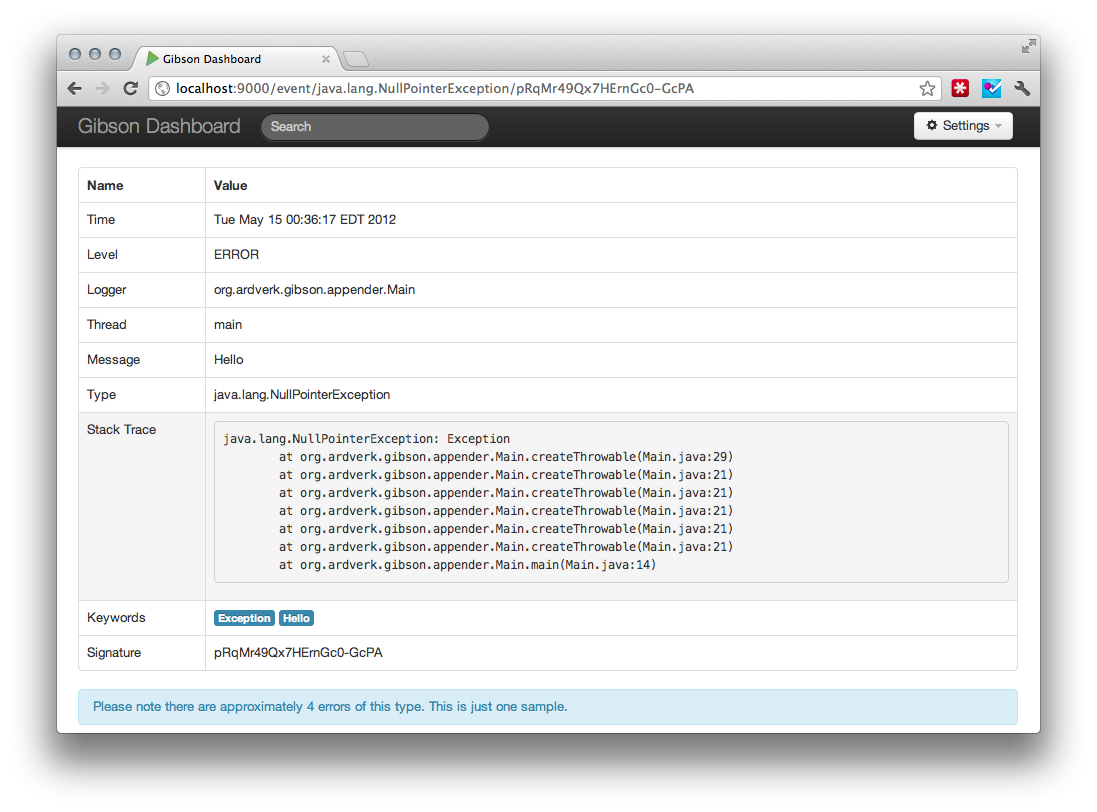 Gibson Dashboard
localhost:9000/event/java.lang.NullPointerException/pRqMr49Qx7HErnGc0-GcPA
Gibson Dashboard Search Settings
Name Value
Time Tue May 15 00:36:17 EDT 2012
Level ERROR
Logger org.ardverk.gibson.appender.Main
Thread main
Message Hello
Type java.lang.NullPointerException
Stack Trace
java.lang.NullPointerException: Exception
at org.ardverk.gibson.appender.Main.createThrowable(Main.java:29)
at org.ardverk.gibson.appender.Main.createThrowable(Main.java:21)
at org.ardverk.gibson.appender.Main.createThrowable(Main.java:21)
at org.ardverk.gibson.appender.Main.createThrowable(Main.java:21)
at org.ardverk.gibson.appender.Main.createThrowable(Main.java:21)
at org.ardverk.gibson.appender.Main.createThrowable(Main.java:21)
at org.ardverk.gibson.appender.Main.main(Main.java:14)
Keywords Exception Hello
Signature pRqMr49Qx7HErnGc0-GcPA
Please note there are approximately 4 errors of this type. This is just one sample.